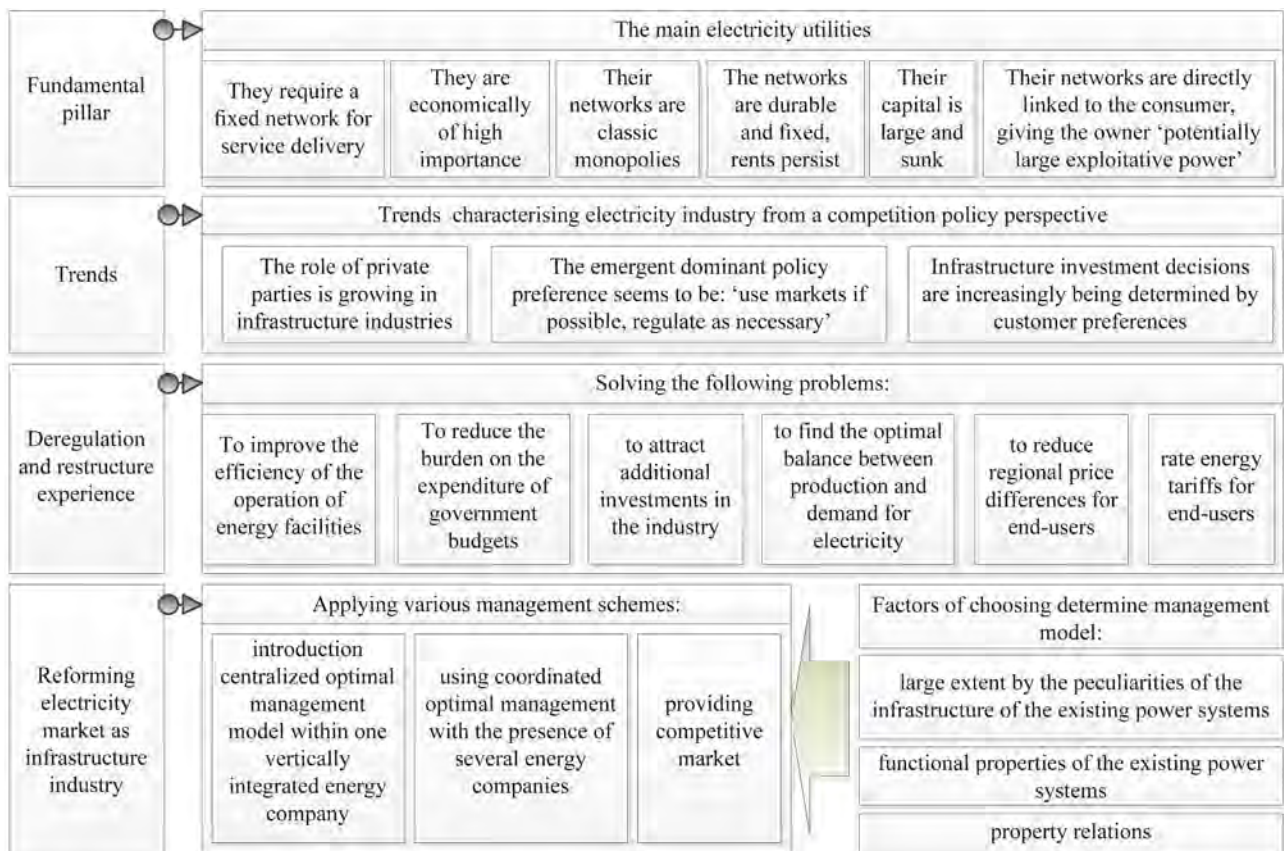 Fundamental
pillar
The main electricity utilities
They require a
fixed network for
service delivery
They are
economically
of high
importance
Their
networks are
classic
monopolies
The networks
are durable
and fixed,
rents persist
Their
capital is
large and
sunk
Their networks are directly
linked to the consumer,
giving the owner ‘potentially
large exploitative power’
Trends
Trends characterising electricity industry from a competition policy perspective
The role of private
parties is growing in
infrastructure industries
The emergent dominant policy
preference seems to be: ‘use markets if
possible, regulate as necessary’
Infrastructure investment decisions
are increasingly being determined by
customer preferences
Deregulation
and restructure
experience
Solving the following problems:
To improve the
efficiency of the
operation of
energy facilities
To reduce the
burden on the
expenditure of
government
budgets
to attract
additional
investments in
the industry
to find the optimal
balance between
production and
demand for
electricity
to reduce
regional price
differences for
end-users
rate energy
tariffs for
end-users
Reforming
electricity
market as
infrastructure
industry
Applying various management schemes:
introduction
centralized optimal
management
model within one
vertically
integrated energy
company
using coordinated
optimal management
with the presence of
several energy
companies
providing
competitive
market
Factors of choosing determine management
model:
large extent by the peculiarities of the
infrastructure of the existing power systems
functional properties of the existing power
systems
property relations